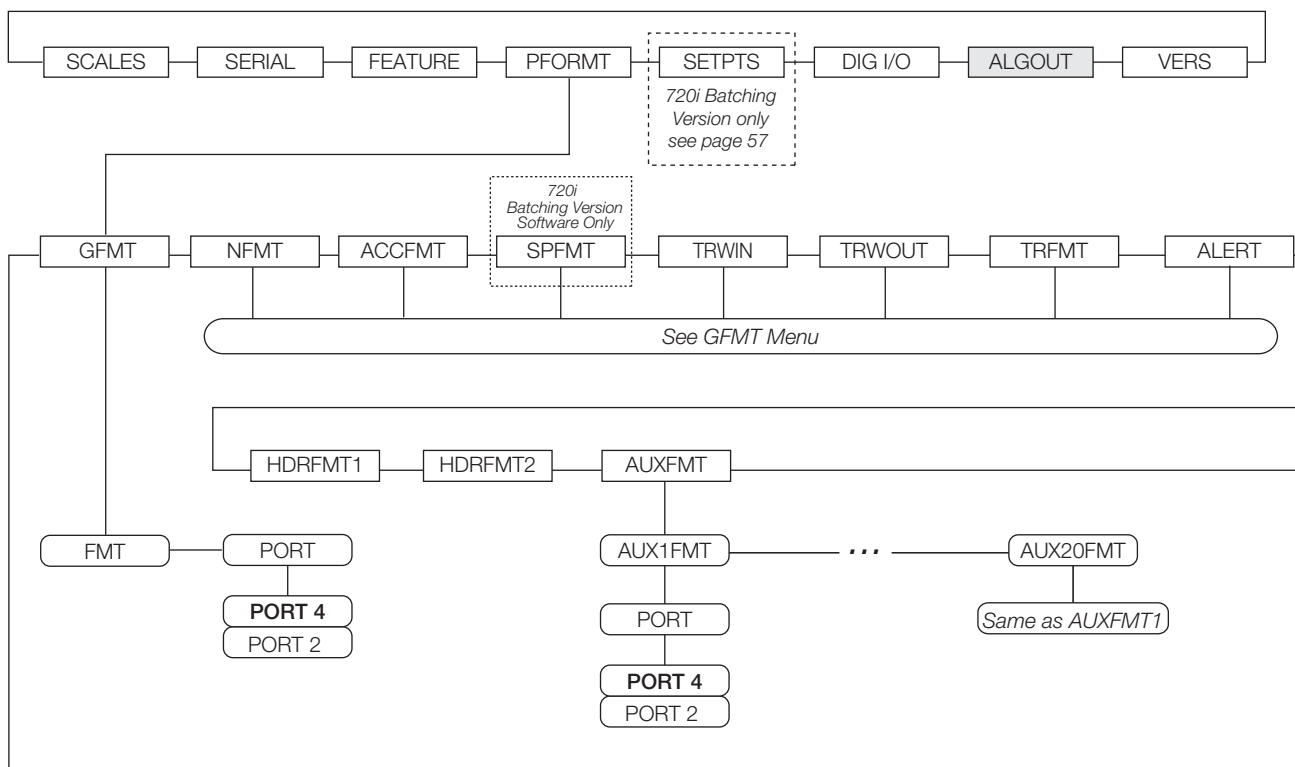 SCALES
SERIAL
FEATURE
PFORMT
SETPTS
DIG I/O
ALGOUT
VERS
720i Batching
Version only
see page 57
720i
Batching Version
Software Only
GFMT
NFMT
ACCFMT
SPFMT
TRWIN
TRWOUT
TRFMT
ALERT
See GFMT Menu
HDRFMT1
HDRFMT2
AUXFMT
FMT
PORT
AUX1FMT
...
AUX20FMT
PORT 4
PORT 2
PORT
Same as AUXFMT1
PORT 4
PORT 2